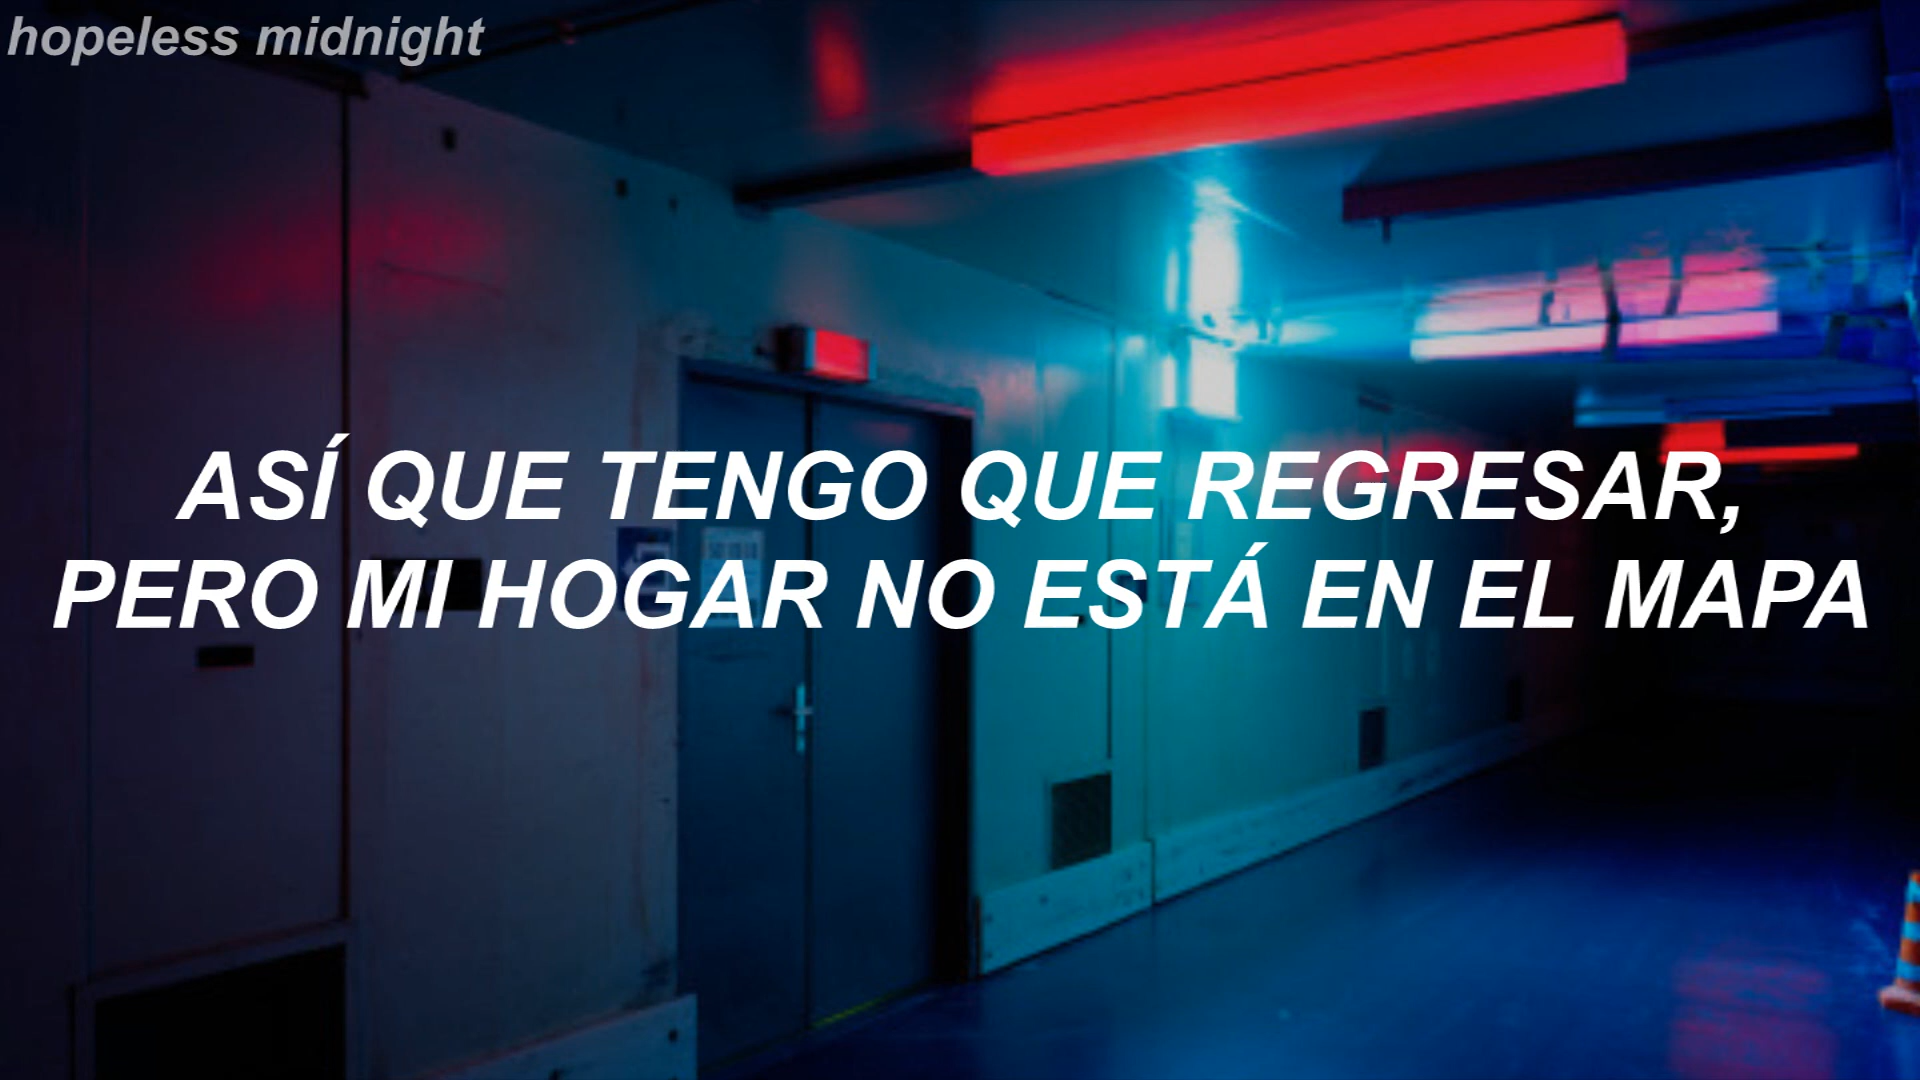 hopeless midnight
ASÍ QUE TENGO QUE REGRESAR,
PERO MI HOGAR NO ESTÁ EN EL MAPA